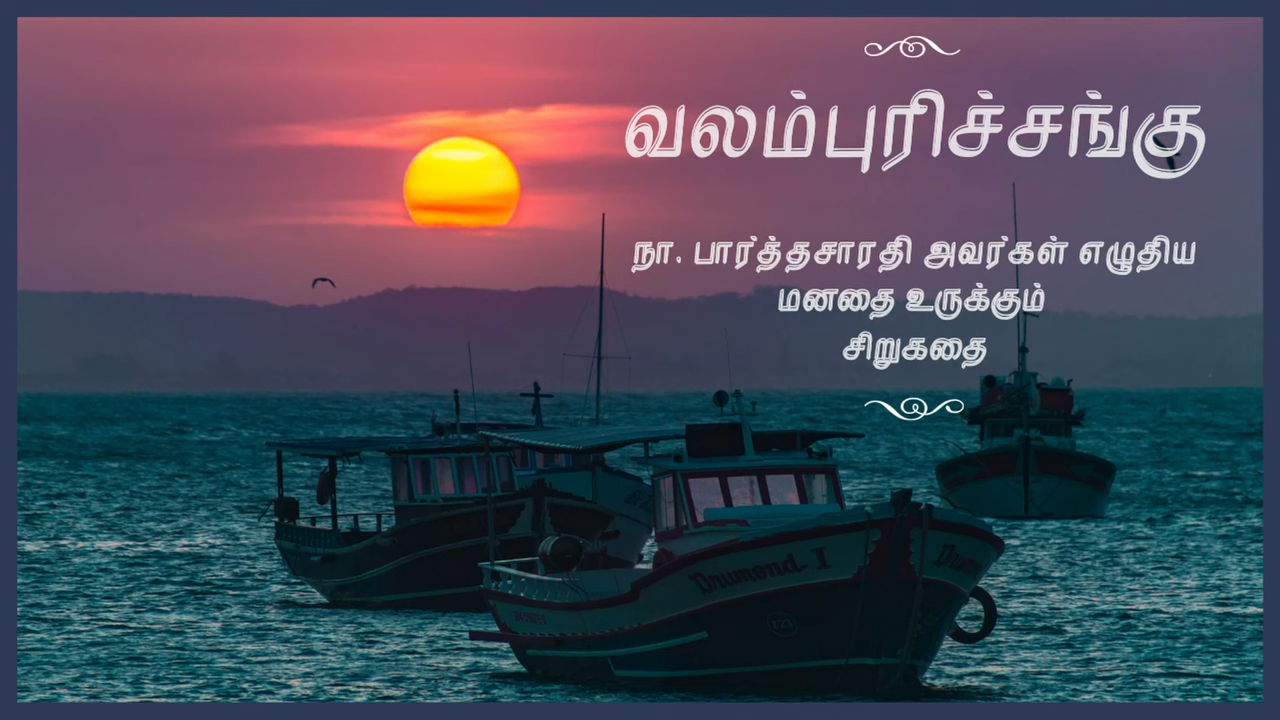 வலம்புரிச்சங்கு
நா. பார்த்தசாரதி அவர்கள் எழுதிய
மனதை உருக்கும்
சிறுகதை
Drumond I